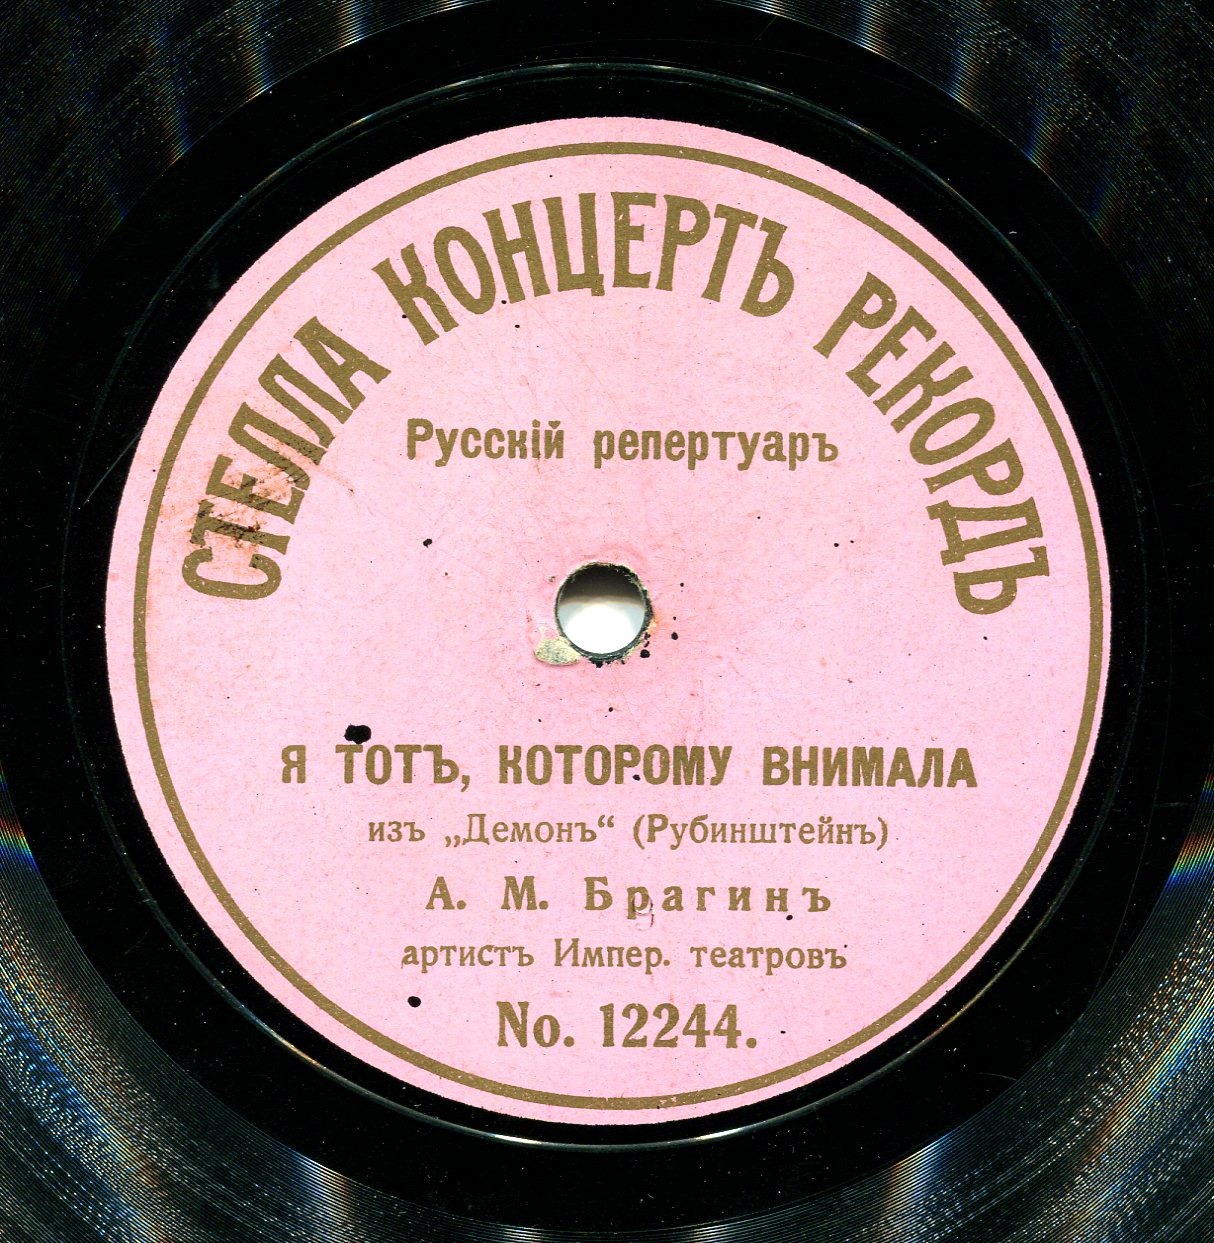 СТЕЛЛА КОНЦЕРТЪ РЕКОРДЪ
Русскій репертуаръ
Я ТОТЪ, КОТОРОМУ ВНИМАЛА
изъ „Демонъ“ (Рубинштейнъ)
А. М. Брагинъ
артистъ Импер. театровъ
No. 12244.